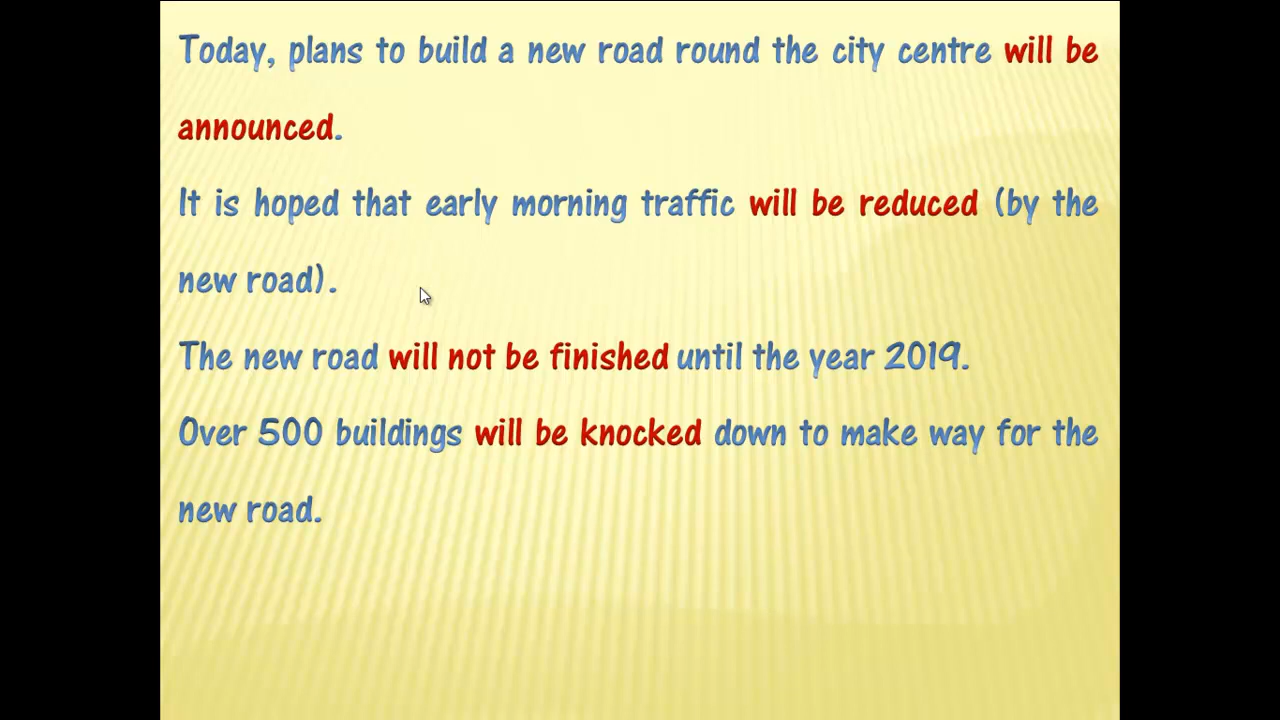 Today, plans to build a new road round the city centre will be
announced.
It is hoped that early morning traffic will be reduced (by the
new road).
The new road will not be finished until the year 2019.
Over 500 buildings will be knocked down to make way for the
new road.